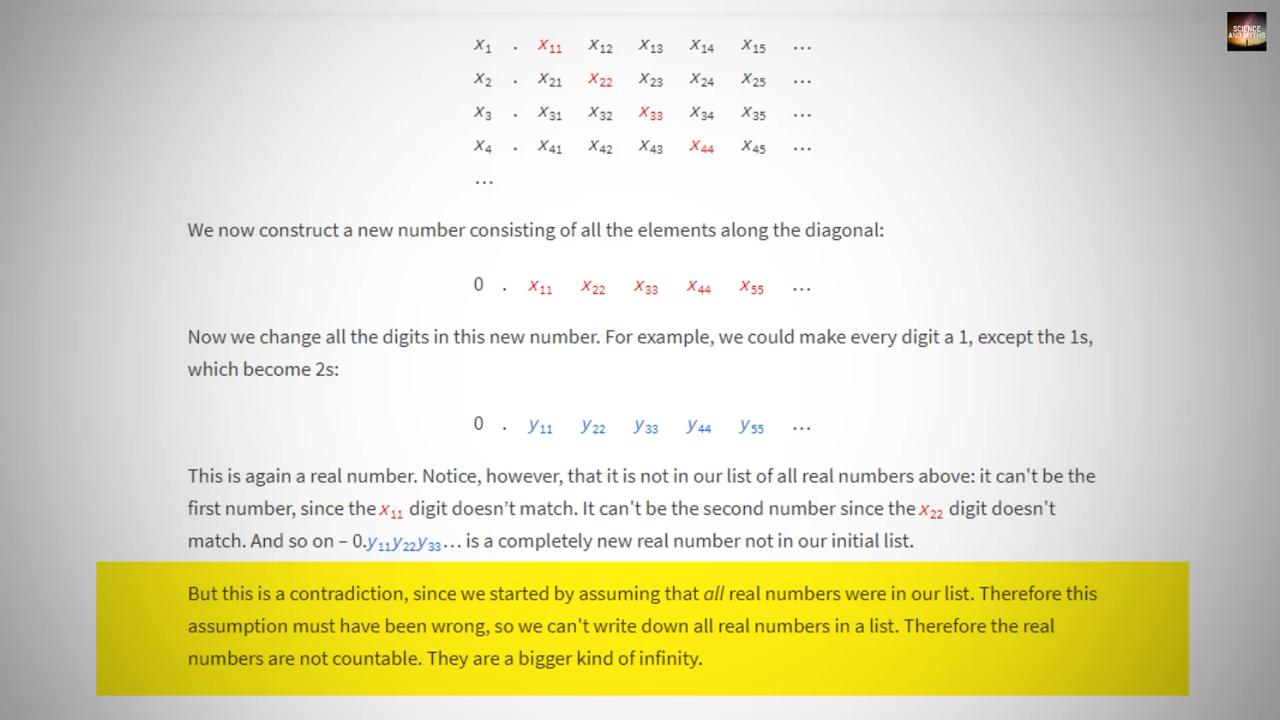 SCIENCE
AND MYTHS
x₁ . x₁₁ x₁₂ x₁₃ x₁₄ x₁₅ …
x₂ . x₂₁ x₂₂ x₂₃ x₂₄ x₂₅ …
x₃ . x₃₁ x₃₂ x₃₃ x₃₄ x₃₅ …
x₄ . x₄₁ x₄₂ x₄₃ x₄₄ x₄₅ …
…
We now construct a new number consisting of all the elements along the diagonal:
0 . x₁₁ x₂₂ x₃₃ x₄₄ x₅₅ …
Now we change all the digits in this new number. For example, we could make every digit a 1, except the 1s,
which become 2s:
0 . y₁₁ y₂₂ y₃₃ y₄₄ y₅₅ …
This is again a real number. Notice, however, that it is not in our list of all real numbers above: it can't be the
first number, since the x₁₁ digit doesn’t match. It can't be the second number since the x₂₂ digit doesn't
match. And so on – 0.y₁₁y₂₂y₃₃… is a completely new real number not in our initial list.
But this is a contradiction, since we started by assuming that all real numbers were in our list. Therefore this
assumption must have been wrong, so we can't write down all real numbers in a list. Therefore the real
numbers are not countable. They are a bigger kind of infinity.